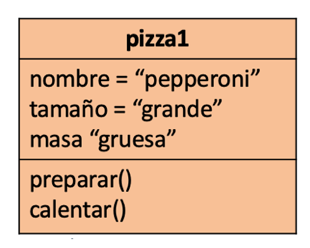 pizza1
nombre = “pepperoni”
tamaño = “grande”
masa “gruesa”
preparar()
calentar()